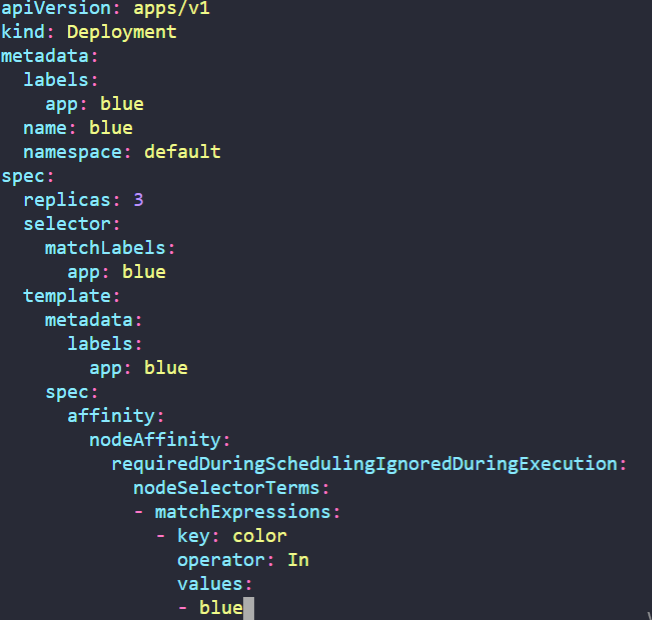 apiVersion: apps/v1
kind: Deployment
metadata:
  labels:
    app: blue
  name: blue
  namespace: default
spec:
  replicas: 3
  selector:
    matchLabels:
      app: blue
  template:
    metadata:
      labels:
        app: blue
    spec:
      affinity:
        nodeAffinity:
          requiredDuringSchedulingIgnoredDuringExecution:
            nodeSelectorTerms:
            - matchExpressions:
              - key: color
                operator: In
                values:
                - blue